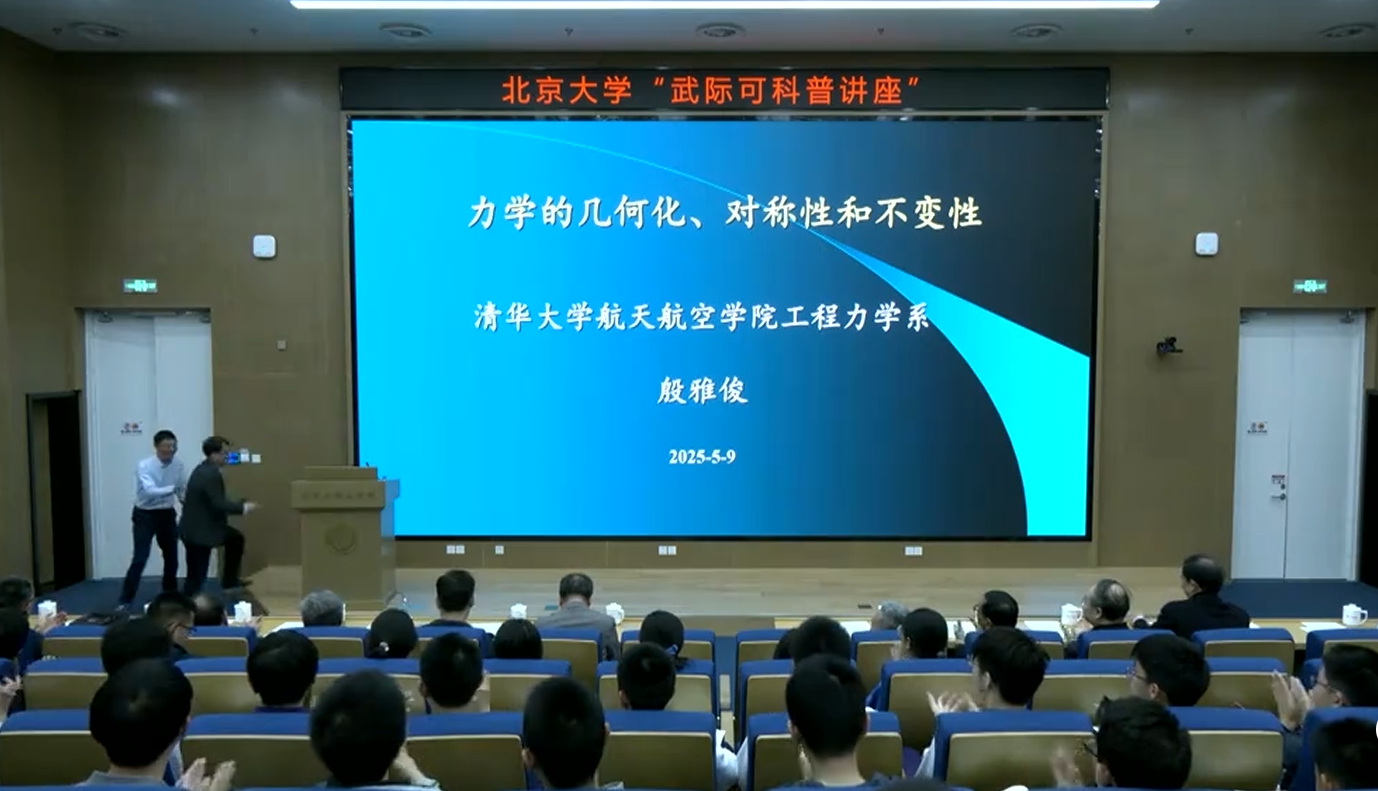 北京大学“武际可科普讲座”
力学的几何化、对称性和不变性
清华大学航天航空学院工程力学系
殷雅俊
2025-5-9